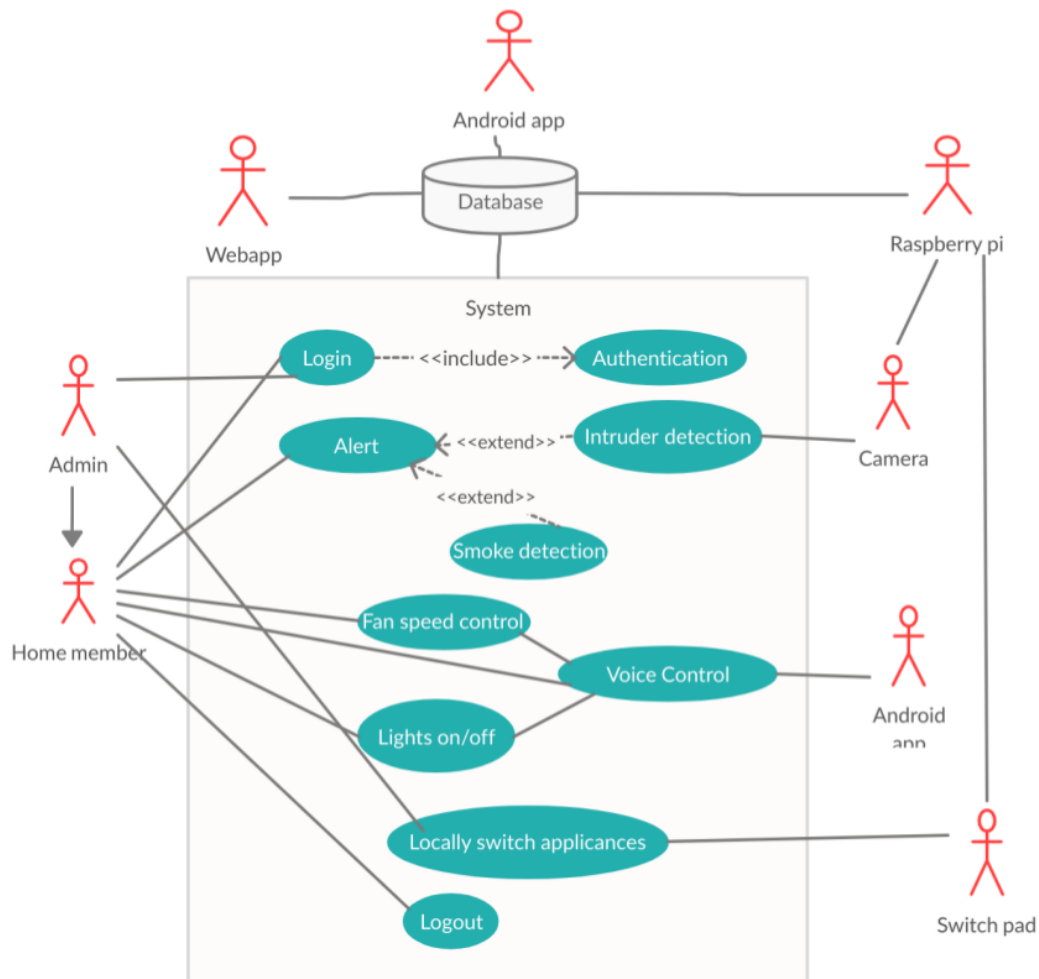 Android app
Database
Webapp
Raspberry pi
System
Login
<<include>>
Authentication
Admin
Alert
<<extend>>
Intruder detection
Camera
<<extend>>
Smoke detection
Home member
Fan speed control
Voice Control
Android
app
Lights on/off
Locally switch applicances
Logout
Switch pad